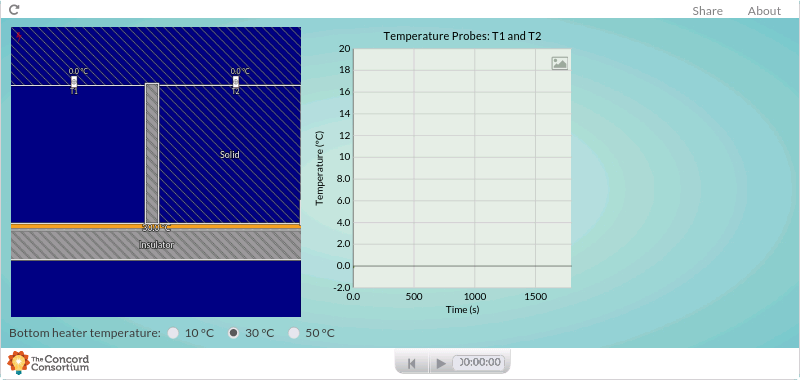 Share About
Temperature Probes: T1 and T2
0.0 °C 0.0 °C
T1 T2
Solid
30.0 °C
Insulator
Temperature (°C)
20
18
16
14
12
10
8.0
6.0
4.0
2.0
0.0
-2.0
0.0 500 1000 1500
Time (s)
Bottom heater temperature: 10 °C 30 °C 50 °C
The Concord
Consortium
00:00:00